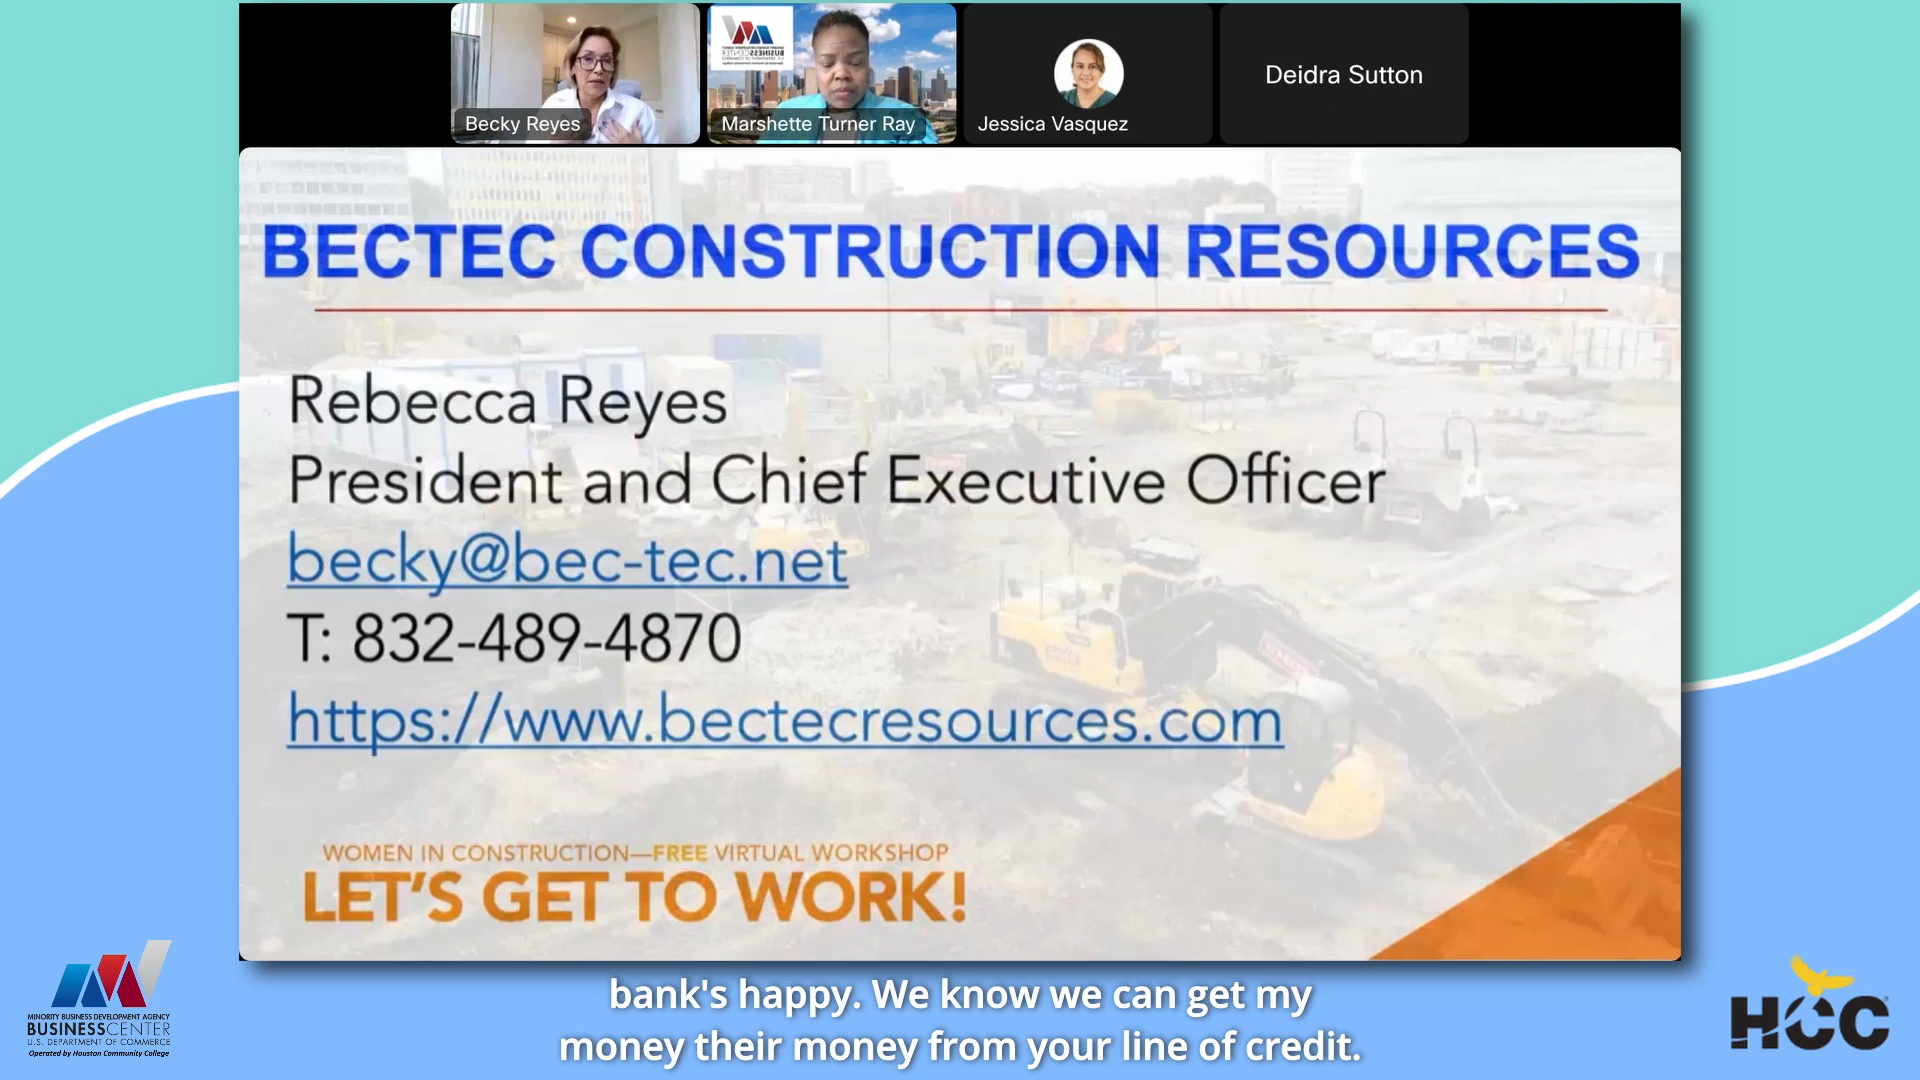 Becky Reyes
Marshette Turner Ray
Jessica Vasquez
Deidra Sutton
BECTEC CONSTRUCTION RESOURCES
Rebecca Reyes
President and Chief Executive Officer
becky@bec-tec.net
T: 832-489-4870
https://www.bectecresources.com
WOMEN IN CONSTRUCTION—FREE VIRTUAL WORKSHOP
LET'S GET TO WORK!
bank's happy. We know we can get my
money their money from your line of credit.
MINORITY BUSINESS DEVELOPMENT AGENCY
BUSINESSCENTER
U.S. DEPARTMENT OF COMMERCE
Operated by Houston Community College
HCC